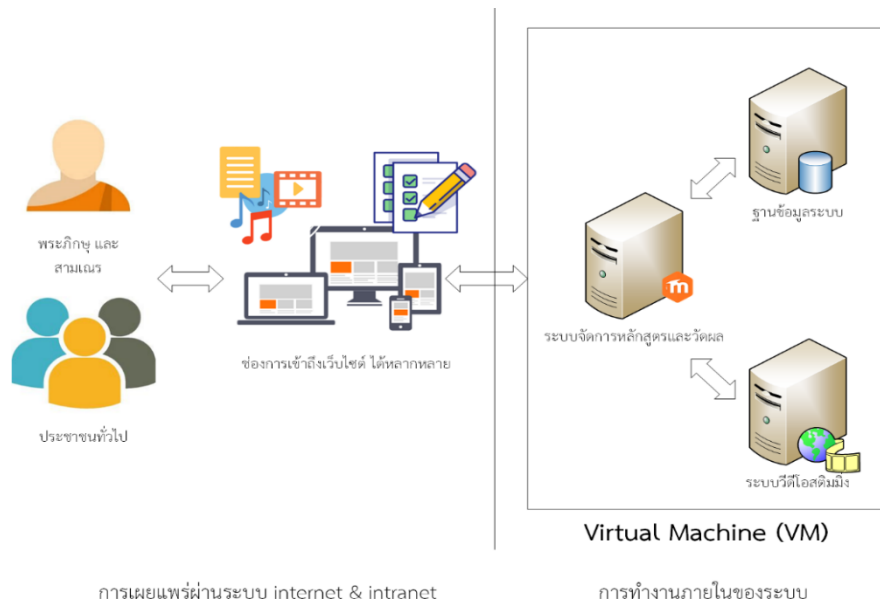 พระภิกษุ และ
สามเณร
ประชาชนทั่วไป
ช่องการเข้าถึงเว็บไซต์ ได้หลากหลาย
ฐานข้อมูลระบบ
ระบบจัดการหลักสูตรและวัดผล
ระบบวีดีโอสติมมิ่ง
Virtual Machine (VM)
การเผยแพร่ผ่านระบบ internet & intranet
การทำงานภายในของระบบ